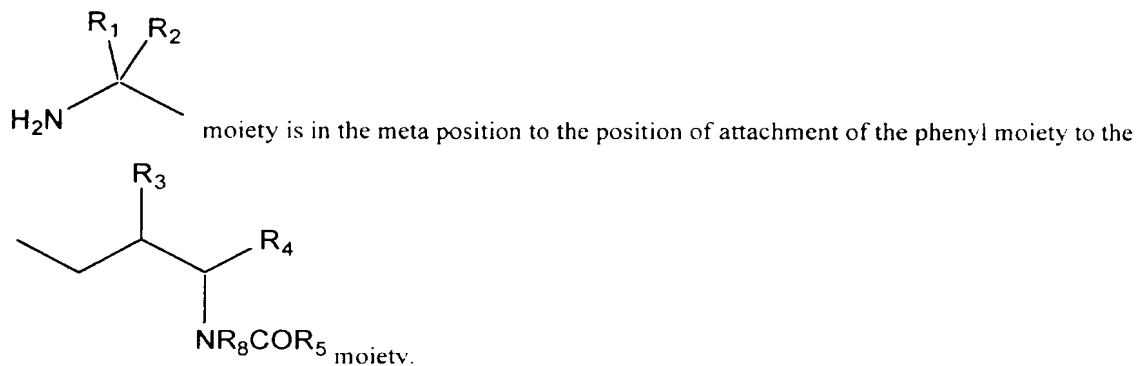 R₁ R₂
H₂N moiety is in the meta position to the position of attachment of the phenyl moiety to the
R₃
R₄
NR₈COR₅ moiety.